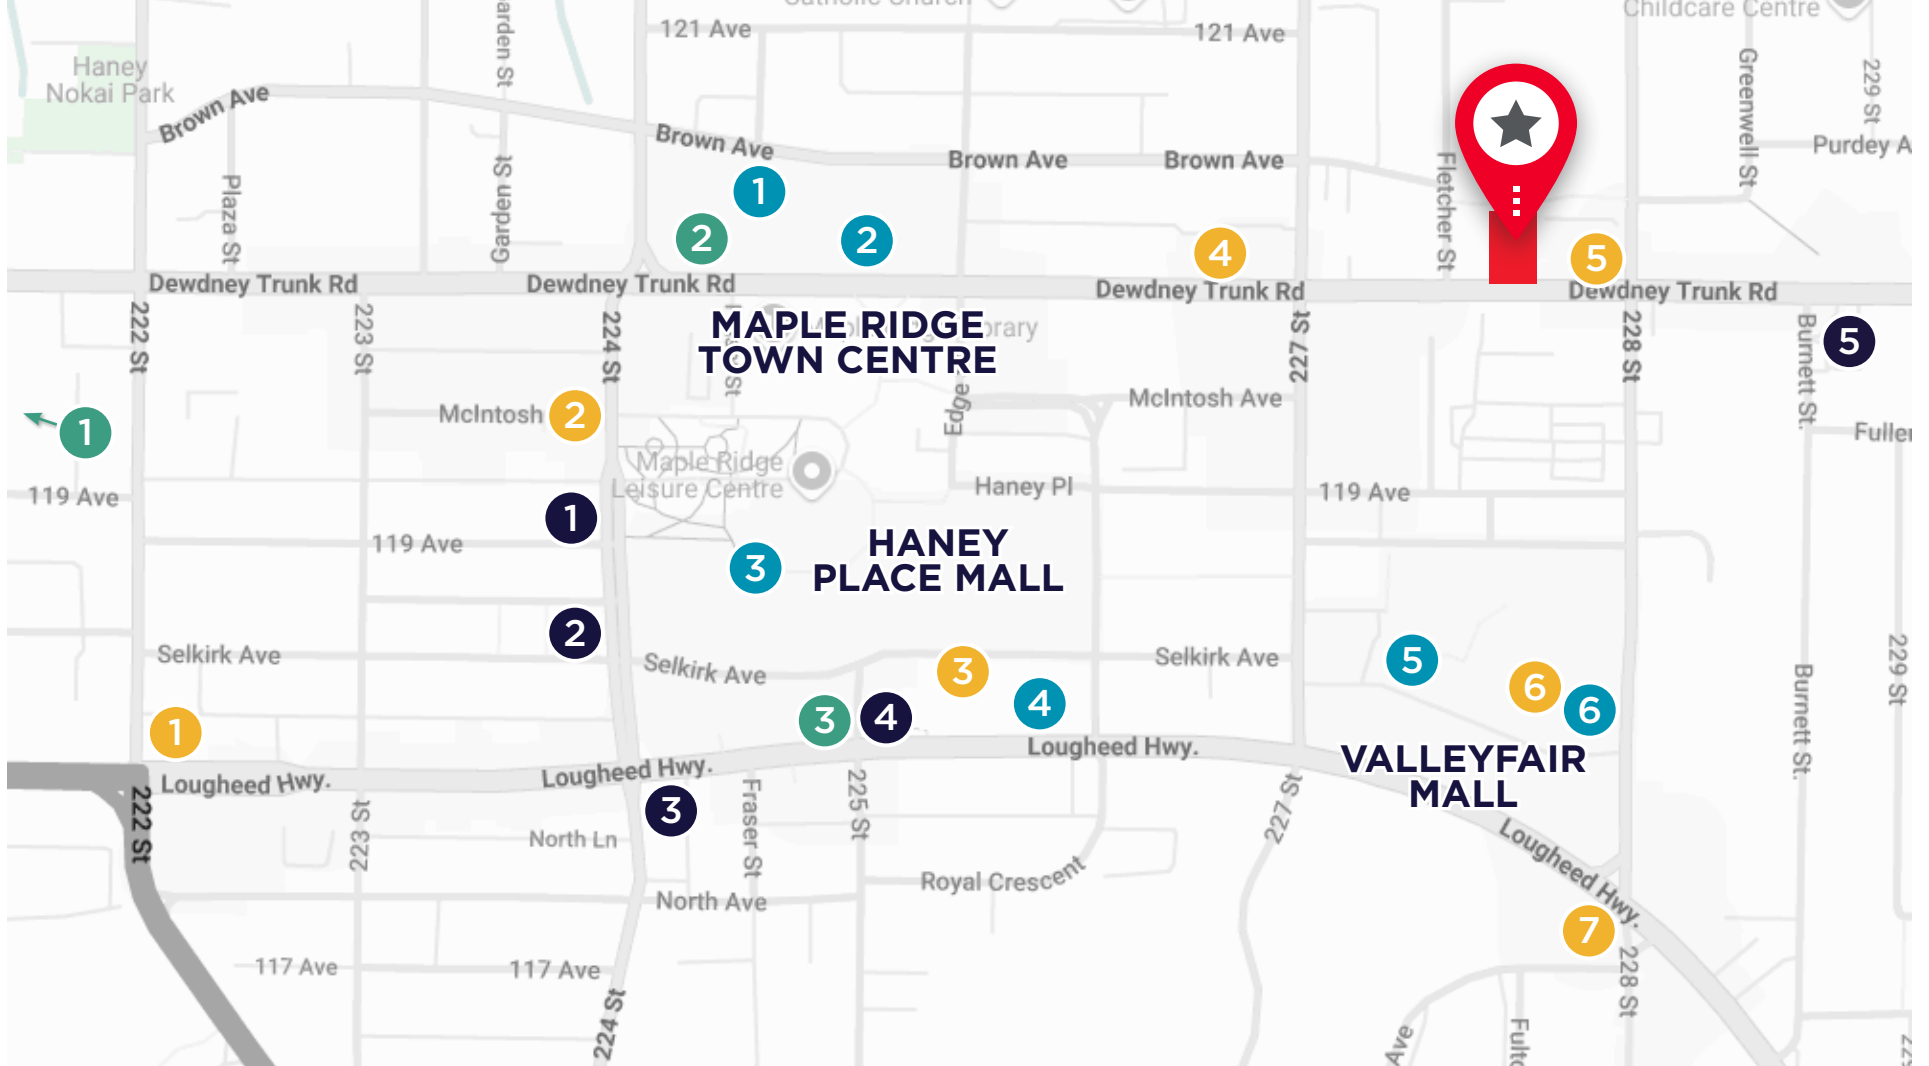 Catholic Church
Childcare Centre
121 Ave
121 Ave
Haney
Nokai Park
Garden St
Greenwell St
229 St
Brown Ave
Brown Ave
Brown Ave
Brown Ave
Purdey A
Plaza St
Garden St
Fletcher St
1
2
2
4
5
Dewdney Trunk Rd
Dewdney Trunk Rd
Dewdney Trunk Rd
Dewdney Trunk Rd
222 St
223 St
224 St
227 St
228 St
Burnett St.
5
MAPLE RIDGE
TOWN CENTRE
Library
1
McIntosh
2
Edge
McIntosh Ave
Fuller
Maple Ridge
Leisure Centre
119 Ave
Haney Pl
119 Ave
1
119 Ave
HANEY
PLACE MALL
3
2
Selkirk Ave
Selkirk Ave
Selkirk Ave
3
5
6
6
4
3
4
1
Burnett St.
229 St
Lougheed Hwy.
Lougheed Hwy.
Lougheed Hwy.
VALLEYFAIR
MALL
222 St
223 St
3
Fraser St
225 St
227 St
North Ln
Lougheed Hwy.
Royal Crescent
North Ave
7
117 Ave
117 Ave
228 St
224 St
Ave
Fulto